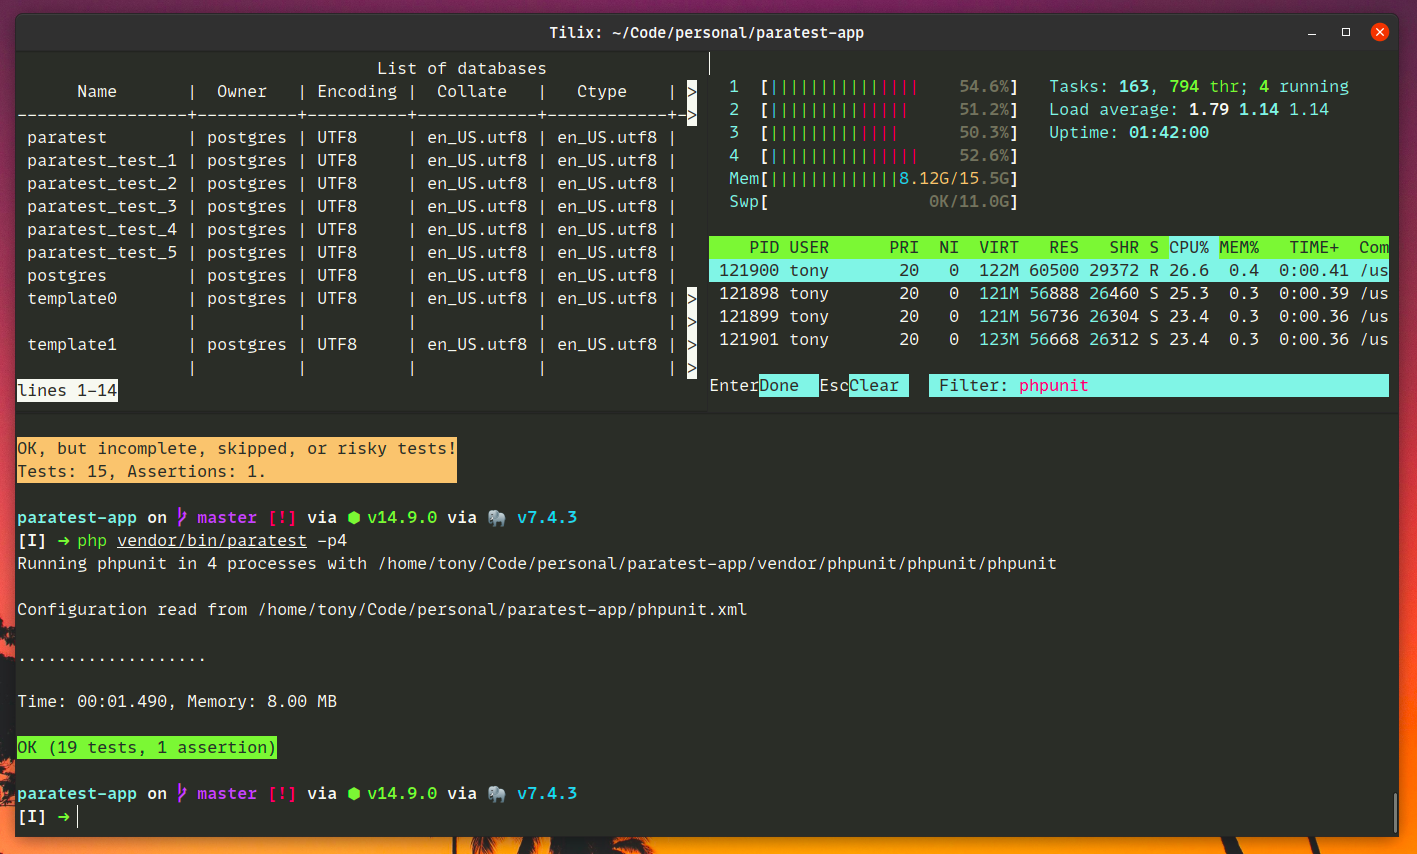 Tilix: ~/Code/personal/paratest-app
List of databases
Name | Owner | Encoding | Collate | Ctype | >
-----------------+----------+----------+------------+------------+->
paratest | postgres | UTF8 | en_US.utf8 | en_US.utf8 |
paratest_test_1 | postgres | UTF8 | en_US.utf8 | en_US.utf8 |
paratest_test_2 | postgres | UTF8 | en_US.utf8 | en_US.utf8 |
paratest_test_3 | postgres | UTF8 | en_US.utf8 | en_US.utf8 |
paratest_test_4 | postgres | UTF8 | en_US.utf8 | en_US.utf8 |
paratest_test_5 | postgres | UTF8 | en_US.utf8 | en_US.utf8 |
postgres | postgres | UTF8 | en_US.utf8 | en_US.utf8 |
template0 | postgres | UTF8 | en_US.utf8 | en_US.utf8 | >
| | | | | >
template1 | postgres | UTF8 | en_US.utf8 | en_US.utf8 | >
| | | | | >
lines 1-14
1 [||||||||||||||| 54.6%]
2 [|||||||||||||| 51.2%]
3 [||||||||||||| 50.3%]
4 [||||||||||||||| 52.6%]
Mem[|||||||||||||8.12G/15.5G]
Swp[ 0K/11.0G]
Tasks: 163, 794 thr; 4 running
Load average: 1.79 1.14 1.14
Uptime: 01:42:00
PID USER PRI NI VIRT RES SHR S CPU% MEM% TIME+ Com
121900 tony 20 0 122M 60500 29372 R 26.6 0.4 0:00.41 /us
121898 tony 20 0 121M 56888 26460 S 25.3 0.3 0:00.39 /us
121899 tony 20 0 121M 56736 26304 S 23.4 0.3 0:00.36 /us
121901 tony 20 0 123M 56668 26312 S 23.4 0.3 0:00.36 /us
EnterDone EscClear Filter: phpunit
OK, but incomplete, skipped, or risky tests!
Tests: 15, Assertions: 1.
paratest-app on master [!] via ⬢ v14.9.0 via 🐘 v7.4.3
[I] ➜ php vendor/bin/paratest -p4
Running phpunit in 4 processes with /home/tony/Code/personal/paratest-app/vendor/phpunit/phpunit/phpunit
Configuration read from /home/tony/Code/personal/paratest-app/phpunit.xml
...................
Time: 00:01.490, Memory: 8.00 MB
OK (19 tests, 1 assertion)
paratest-app on master [!] via ⬢ v14.9.0 via 🐘 v7.4.3
[I] ➜